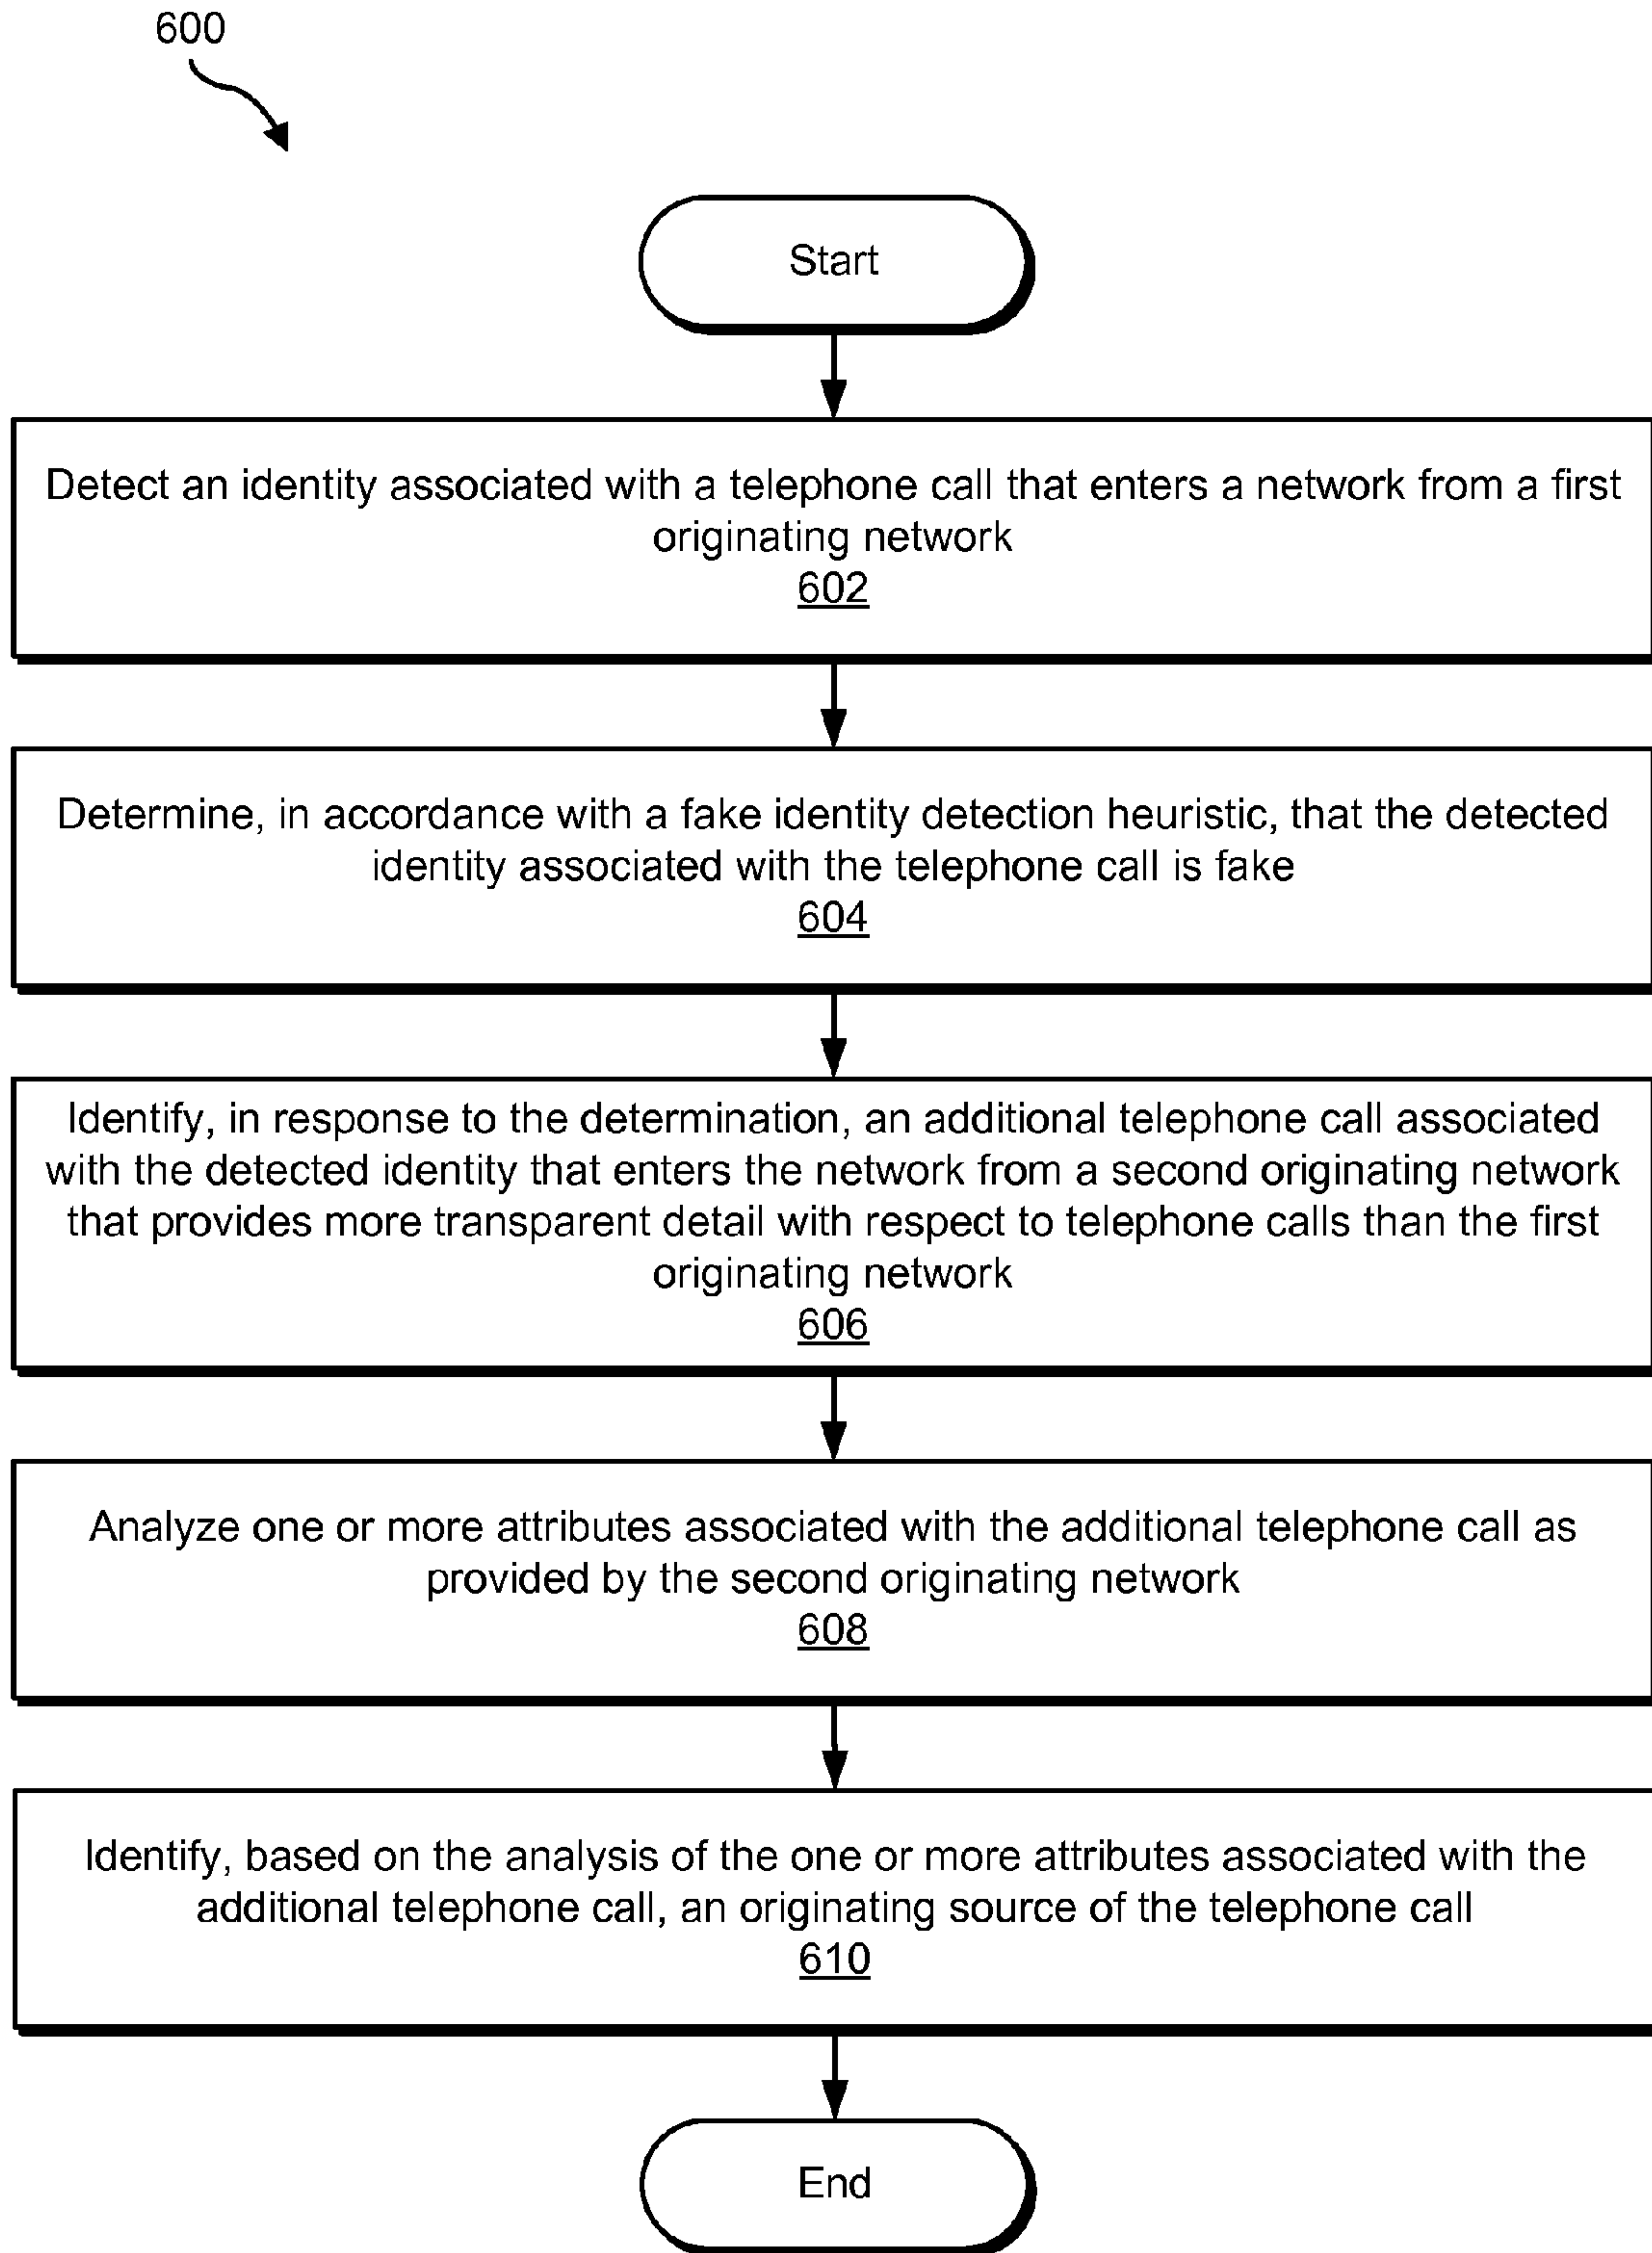 600
Start
Detect an identity associated with a telephone call that enters a network from a first
originating network
602
Determine, in accordance with a fake identity detection heuristic, that the detected
identity associated with the telephone call is fake
604
Identify, in response to the determination, an additional telephone call associated
with the detected identity that enters the network from a second originating network
that provides more transparent detail with respect to telephone calls than the first
originating network
606
Analyze one or more attributes associated with the additional telephone call as
provided by the second originating network
608
Identify, based on the analysis of the one or more attributes associated with the
additional telephone call, an originating source of the telephone call
610
End